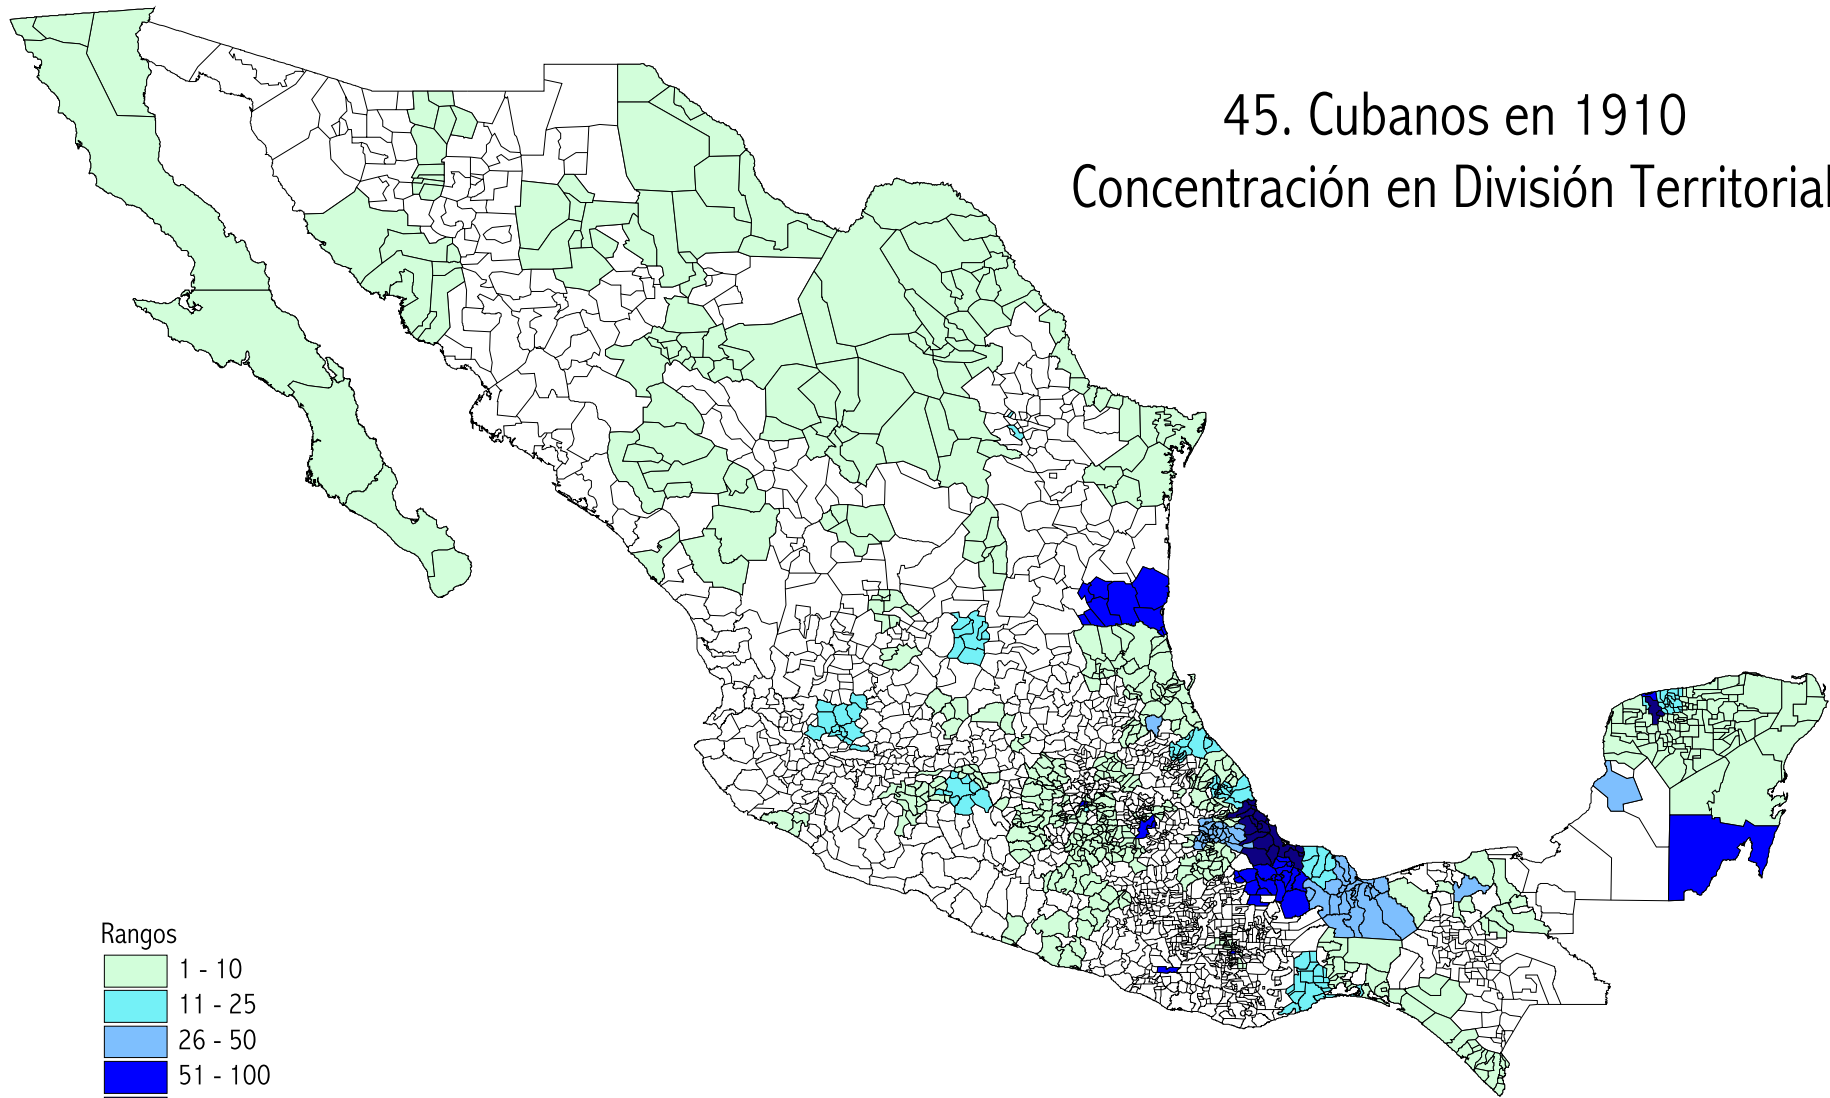 45. Cubanos en 1910
Concentración en División Territorial
Rangos
1 - 10
11 - 25
26 - 50
51 - 100